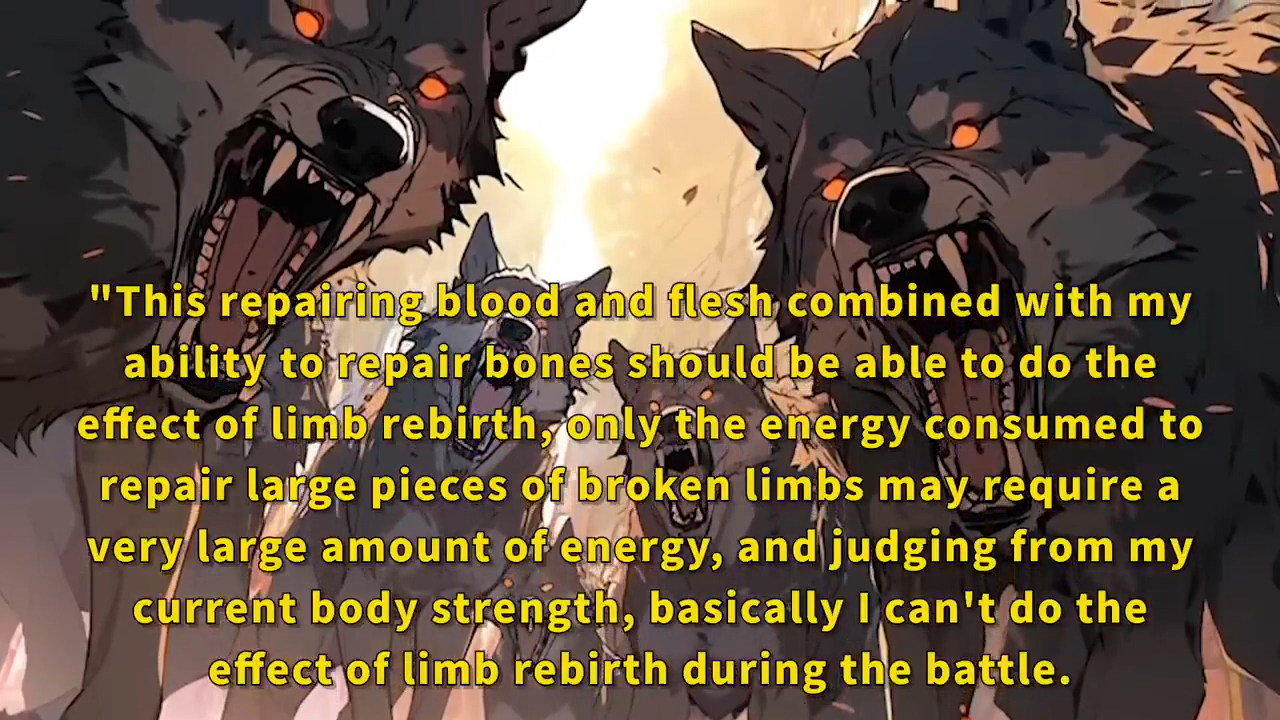 "This repairing blood and flesh combined with my
ability to repair bones should be able to do the
effect of limb rebirth, only the energy consumed to
repair large pieces of broken limbs may require a
very large amount of energy, and judging from my
current body strength, basically I can't do the
effect of limb rebirth during the battle.